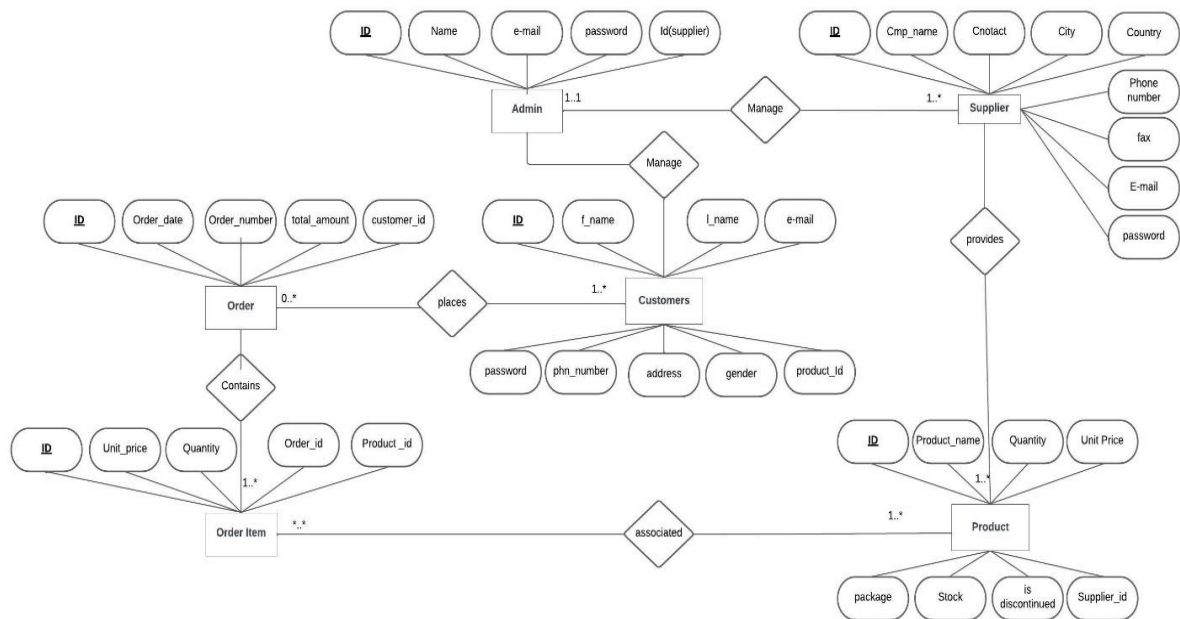 ID
Name
e-mail
password
Id(supplier)
ID
Cmp_name
Cnotact
City
Country
Admin
1..1
Manage
1..*
Supplier
Phone
number
fax
E-mail
password
Manage
ID
Order_date
Order_number
total_amount
customer_id
ID
f_name
l_name
e-mail
provides
Order
0..*
places
1..*
Customers
password
phn_number
address
gender
product_Id
Contains
ID
Unit_price
Quantity
Order_id
Product _id
ID
Product_name
Quantity
Unit Price
1..*
1..*
Order Item
*..*
associated
1..*
Product
package
Stock
is
discontinued
Supplier_id